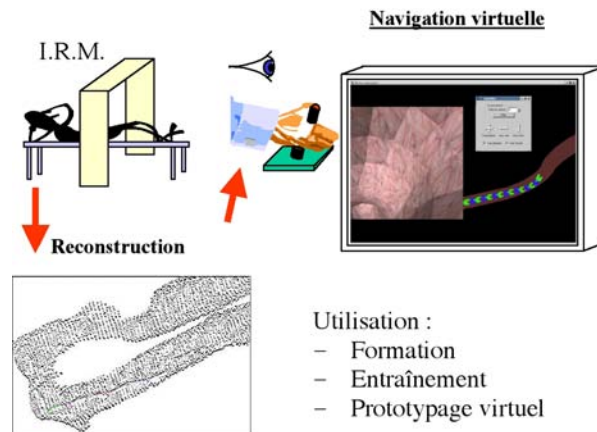 Navigation virtuelle
I.R.M.
Reconstruction
Utilisation :
– Formation
– Entraînement
– Prototypage virtuel